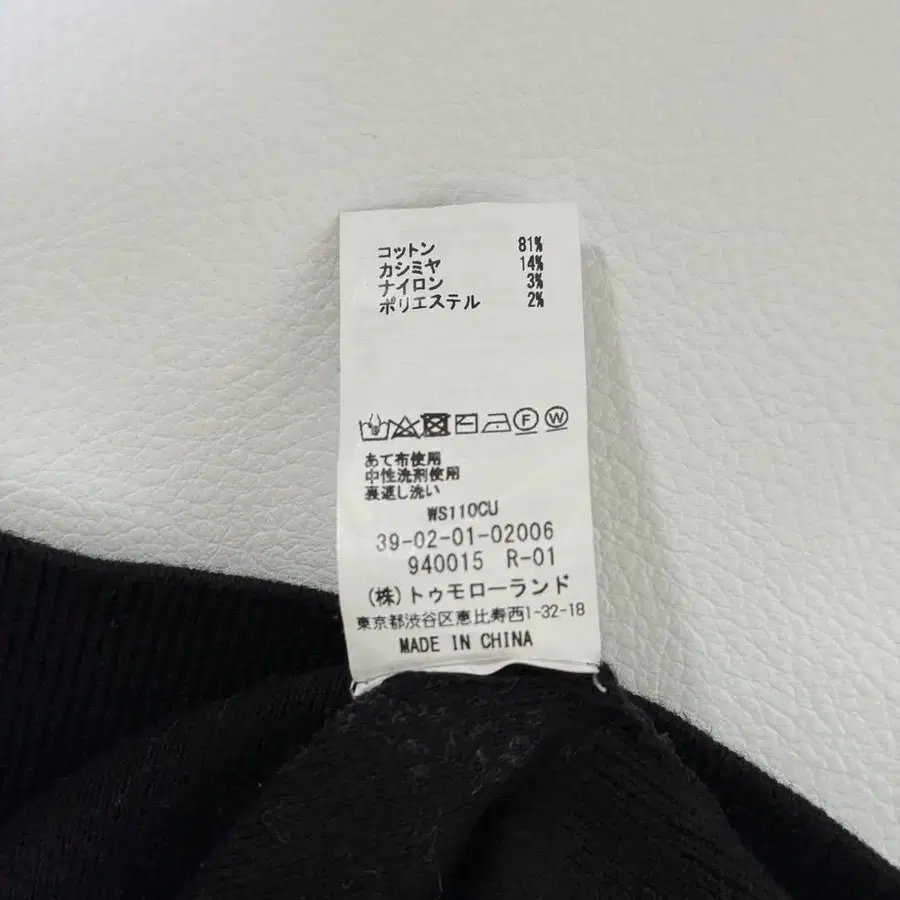 コットン 81%
カシミヤ 14%
ナイロン 3%
ポリエステル 2%
F W
あて布使用
中性洗剤使用
裏返し洗い
WS110CU
39-02-01-02006
940015 R-01
(株)トゥモローランド
東京都渋谷区恵比寿西1-32-18
MADE IN CHINA